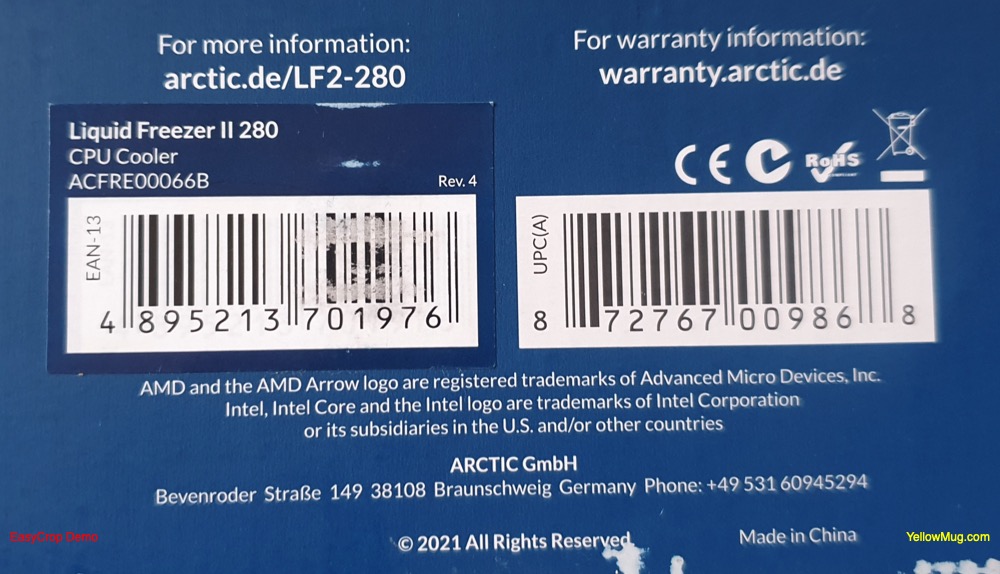 For more information:
arctic.de/LF2-280
For warranty information:
warranty.arctic.de
Liquid Freezer II 280
CPU Cooler
ACFRE00066B
Rev. 4
CE
RoHS
EAN-13
4 895213 701976
UPC(A)
8 72767 00986 8
AMD and the AMD Arrow logo are registered trademarks of Advanced Micro Devices, Inc.
Intel, Intel Core and the Intel logo are trademarks of Intel Corporation
or its subsidiaries in the U.S. and/or other countries
ARCTIC GmbH
Bevenroder Straße 149 38108 Braunschweig Germany Phone: +49 531 60945294
© 2021 All Rights Reserved.
Made in China
EasyCrop Demo
YellowMug.com